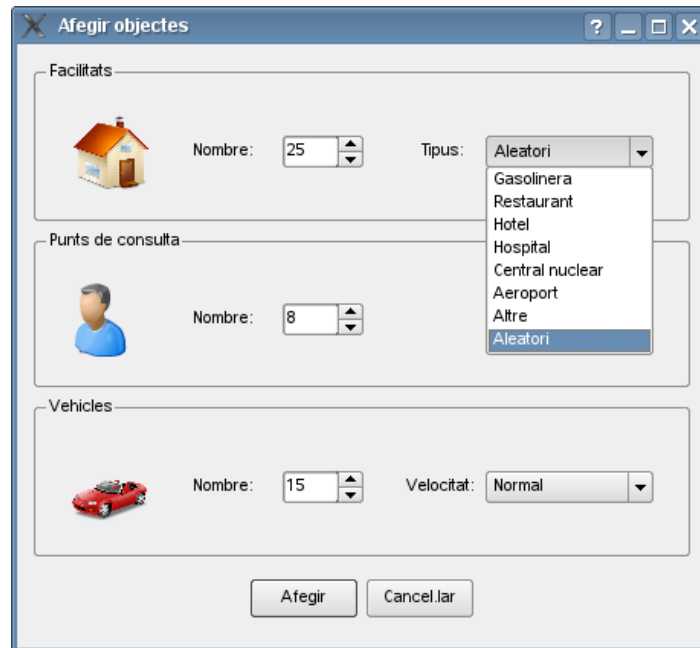 Afegir objectes
Facilitats
Nombre: 25 Tipus: Aleatori
Gasolinera
Restaurant
Hotel
Hospital
Central nuclear
Aeroport
Altre
Aleatori
Punts de consulta
Nombre: 8
Vehicles
Nombre: 15 Velocitat: Normal
Afegir Cancel.lar